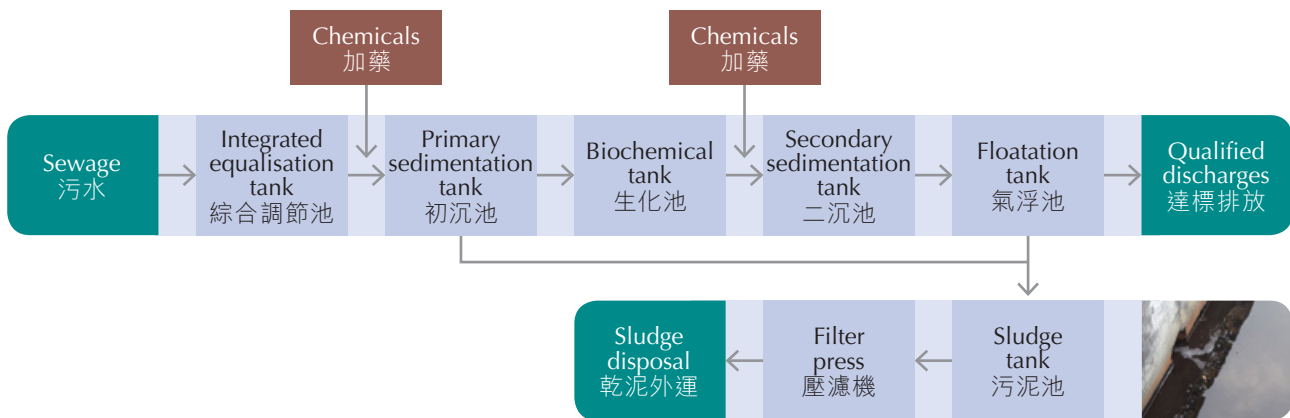 Chemicals
加藥
Chemicals
加藥
Sewage
污水
Integrated
equalisation
tank
綜合調節池
Primary
sedimentation
tank
初沉池
Biochemical
tank
生化池
Secondary
sedimentation
tank
二沉池
Floatation
tank
氣浮池
Qualified
discharges
達標排放
Sludge
disposal
乾泥外運
Filter
press
壓濾機
Sludge
tank
污泥池